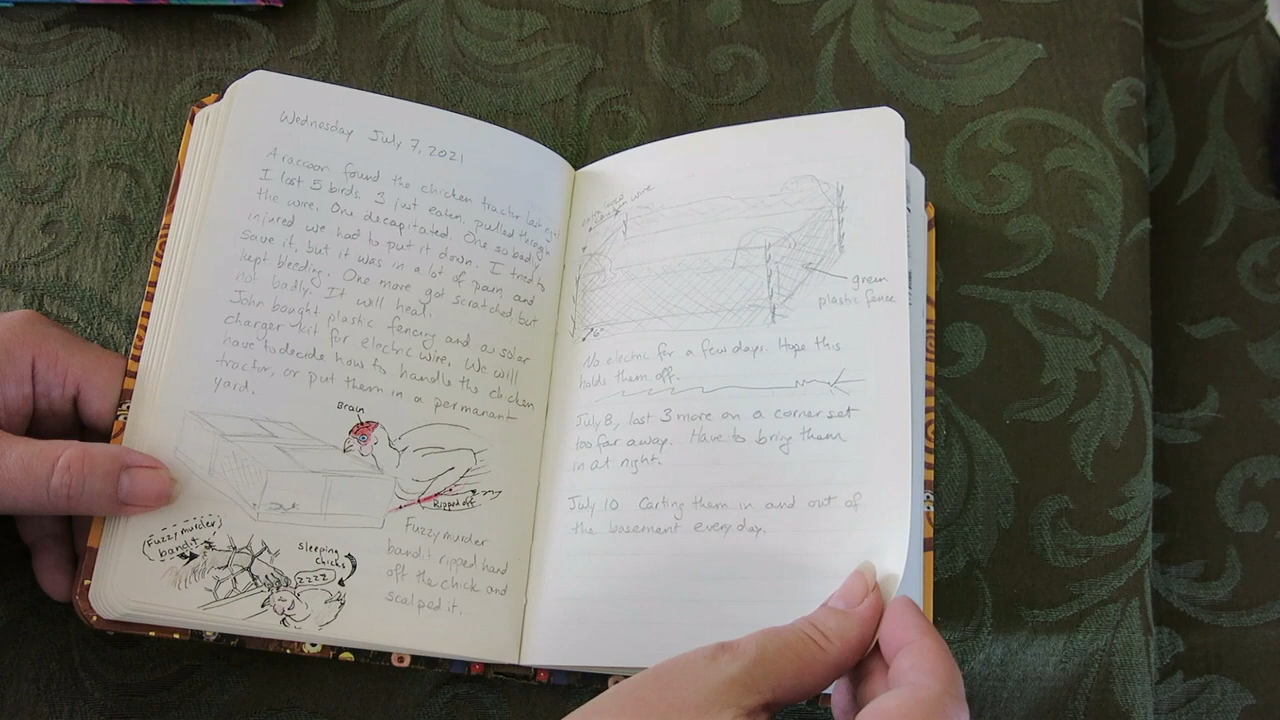 Wednesday July 7, 2021
A raccoon found the chicken tractor last night
I lost 5 birds. 3 just eaten, pulled through
the wire. One decapitated. One so badly
injured we had to put it down. I tried to
save it, but it was in a lot of pain, and
kept bleeding. One more got scratched, but
not badly. It will heal.
John bought plastic fencing and a solar
charger kit for electric wire. We will
have to decide how to handle the chicken
tractor, or put them in a permanant
yard.
Brain
Ripped off
Fuzzy murder
bandit
sleeping
chicks
zzzz
Fuzzy murder
bandit ripped hand
off the chick and
scalped it.
wire
green
plastic fence
6"
No electric for a few days. Hope this
holds them off.
July 8, lost 3 more on a corner set
too far away. Have to bring them
in at night.
July 10 Carting them in and out of
the basement every day.